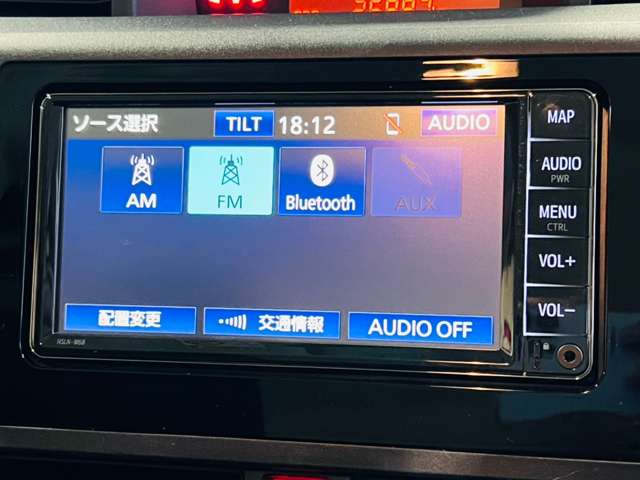 ソース選択 TILT 18:12 AUDIO
AM FM Bluetooth AUX
配置変更 交通情報 AUDIO OFF
MAP
AUDIO
PWR
MENU
CTRL
VOL+
VOL-